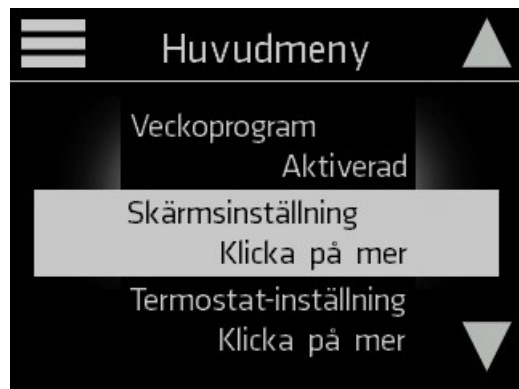 Huvudmeny
Veckoprogram
Aktiverad
Skärmsinställning
Klicka på mer
Termostat-inställning
Klicka på mer